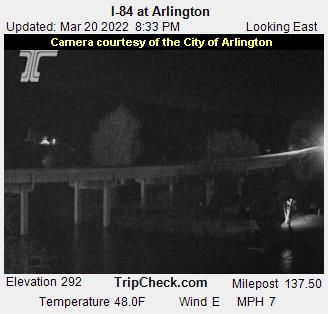 I-84 at Arlington
Updated: Mar 20 2022 8:33 PM Looking East
Camera courtesy of the City of Arlington
Elevation 292 TripCheck.com Milepost 137.50
Temperature 48.0F Wind E MPH 7